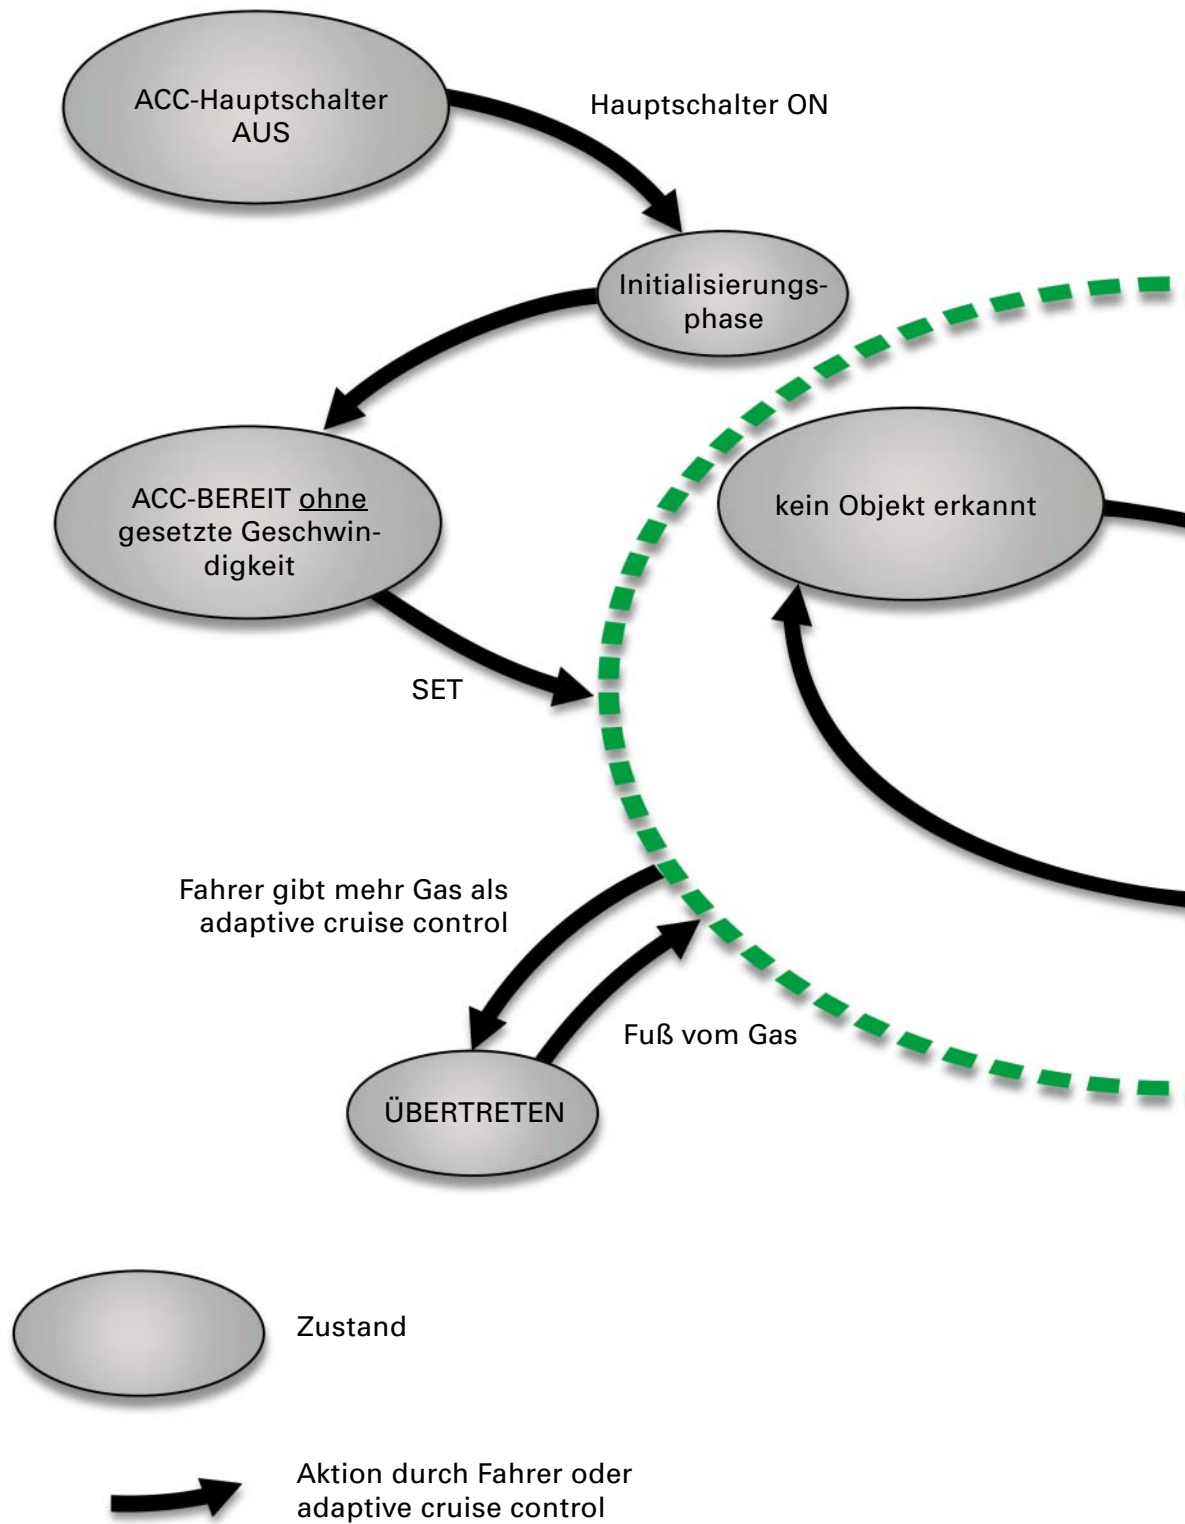 ACC-Hauptschalter
AUS
Hauptschalter ON
Initialisierungs-
phase
ACC-BEREIT ohne
gesetzte Geschwin-
digkeit
kein Objekt erkannt
SET
Fahrer gibt mehr Gas als
adaptive cruise control
Fuß vom Gas
ÜBERTRETEN
Zustand
Aktion durch Fahrer oder
adaptive cruise control